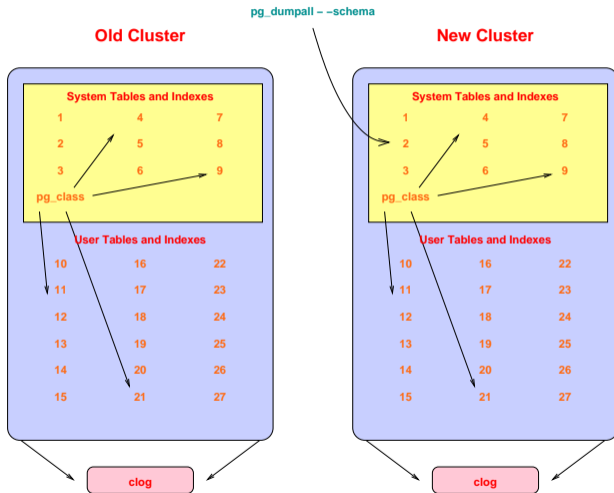 pg_dumpall – –schema
Old Cluster
New Cluster
System Tables and Indexes
1 4 7
2 5 8
3 6 9
pg_class
User Tables and Indexes
10 16 22
11 17 23
12 18 24
13 19 25
14 20 26
15 21 27
clog
System Tables and Indexes
1 4 7
2 5 8
3 6 9
pg_class
User Tables and Indexes
10 16 22
11 17 23
12 18 24
13 19 25
14 20 26
15 21 27
clog